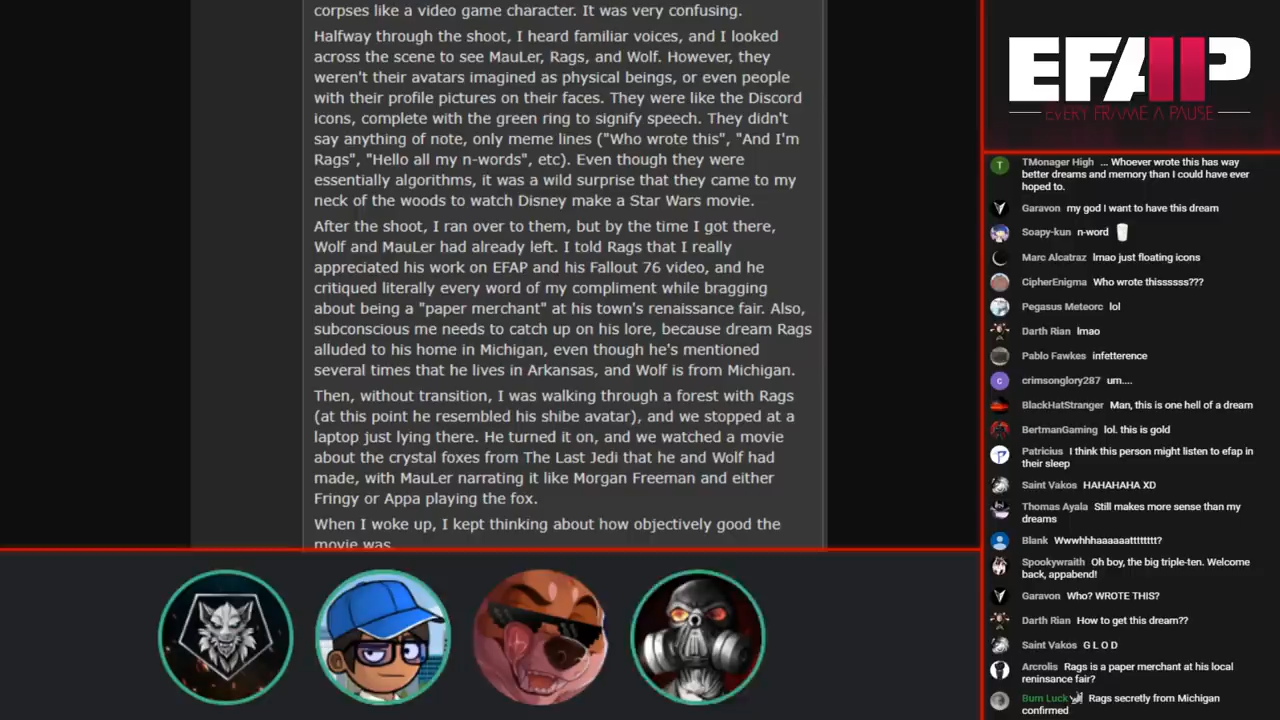 corpses like a video game character. It was very confusing.
Halfway through the shoot, I heard familiar voices, and I looked
across the scene to see MauLer, Rags, and Wolf. However, they
weren't their avatars imagined as physical beings, or even people
with their profile pictures on their faces. They were like the Discord
icons, complete with the green ring to signify speech. They didn't
say anything of note, only meme lines ("Who wrote this", "And I'm
Rags", "Hello all my n-words", etc). Even though they were
essentially algorithms, it was a wild surprise that they came to my
neck of the woods to watch Disney make a Star Wars movie.
After the shoot, I ran over to them, but by the time I got there,
Wolf and MauLer had already left. I told Rags that I really
appreciated his work on EFAP and his Fallout 76 video, and he
critiqued literally every word of my compliment while bragging
about being a "paper merchant" at his town's renaissance fair. Also,
subconscious me needs to catch up on his lore, because dream Rags
alluded to his home in Michigan, even though he's mentioned
several times that he lives in Arkansas, and Wolf is from Michigan.
Then, without transition, I was walking through a forest with Rags
(at this point he resembled his shibe avatar), and we stopped at a
laptop just lying there. He turned it on, and we watched a movie
about the crystal foxes from The Last Jedi that he and Wolf had
made, with MauLer narrating it like Morgan Freeman and either
Fringy or Appa playing the fox.
When I woke up, I kept thinking about how objectively good the
movie was.
EFAP
EVERY FRAME A PAUSE
T
TMonager High ... Whoever wrote this has way
better dreams and memory than I could have ever
hoped to.
Garavon my god I want to have this dream
Soapy-kun n-word
Marc Alcatraz lmao just floating icons
CipherEnigma Who wrote thissssss???
Pegasus Meteorc lol
Darth Rian lmao
Pablo Fawkes infetterence
c
crimsonglory287 um....
BlackHatStranger Man, this is one hell of a dream
BertmanGaming lol. this is gold
Patricius I think this person might listen to efap in
their sleep
Saint Vakos HAHAHAHA XD
Thomas Ayala Still makes more sense than my
dreams
Blank Wwwhhhaaaaaattttttttt?
Spookywraith Oh boy, the big triple-ten. Welcome
back, appabend!
Garavon Who? WROTE THIS?
Darth Rian How to get this dream??
Saint Vakos G L O D
Arcrolis Rags is a paper merchant at his local
reninsance fair?
Bum Luck Rags secretly from Michigan
confirmed